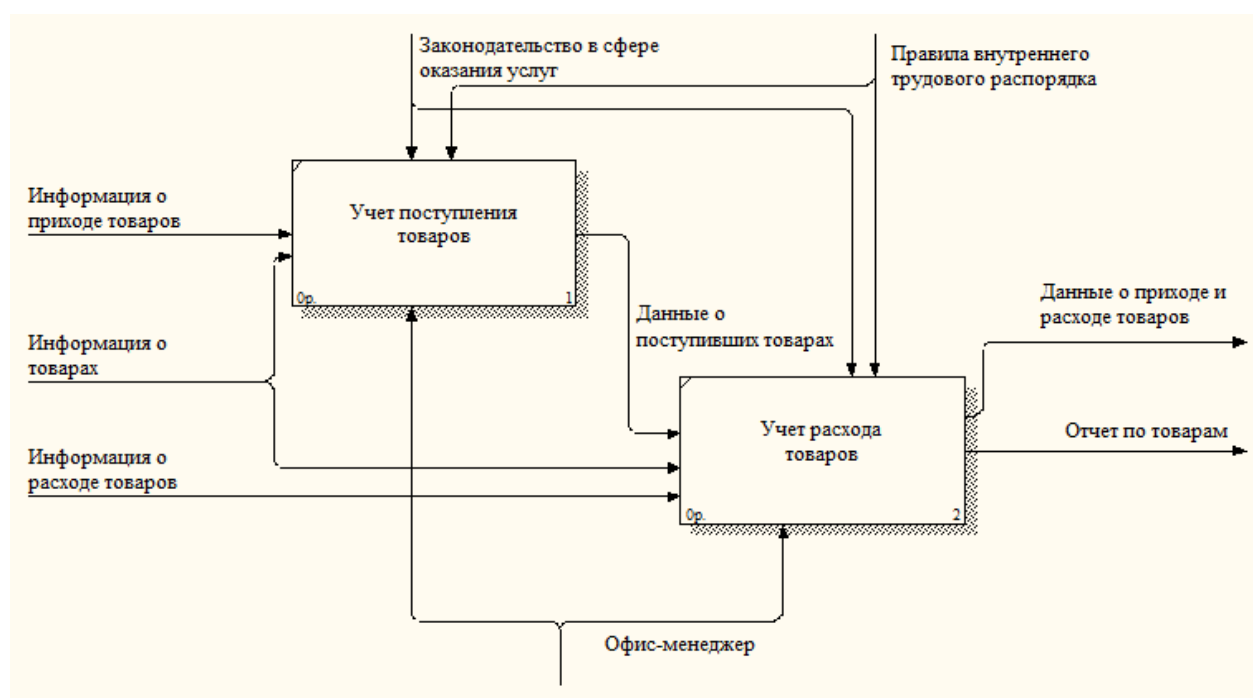 Законодательство в сфере
оказания услуг
Правила внутреннего
трудового распорядка
Информация о
приходе товаров
Учет поступления
товаров
0р.
1
Данные о
поступивших товарах
Данные о приходе и
расходе товаров
Информация о
товарах
Учет расхода
товаров
0р.
2
Отчет по товарам
Информация о
расходе товаров
Офис-менеджер